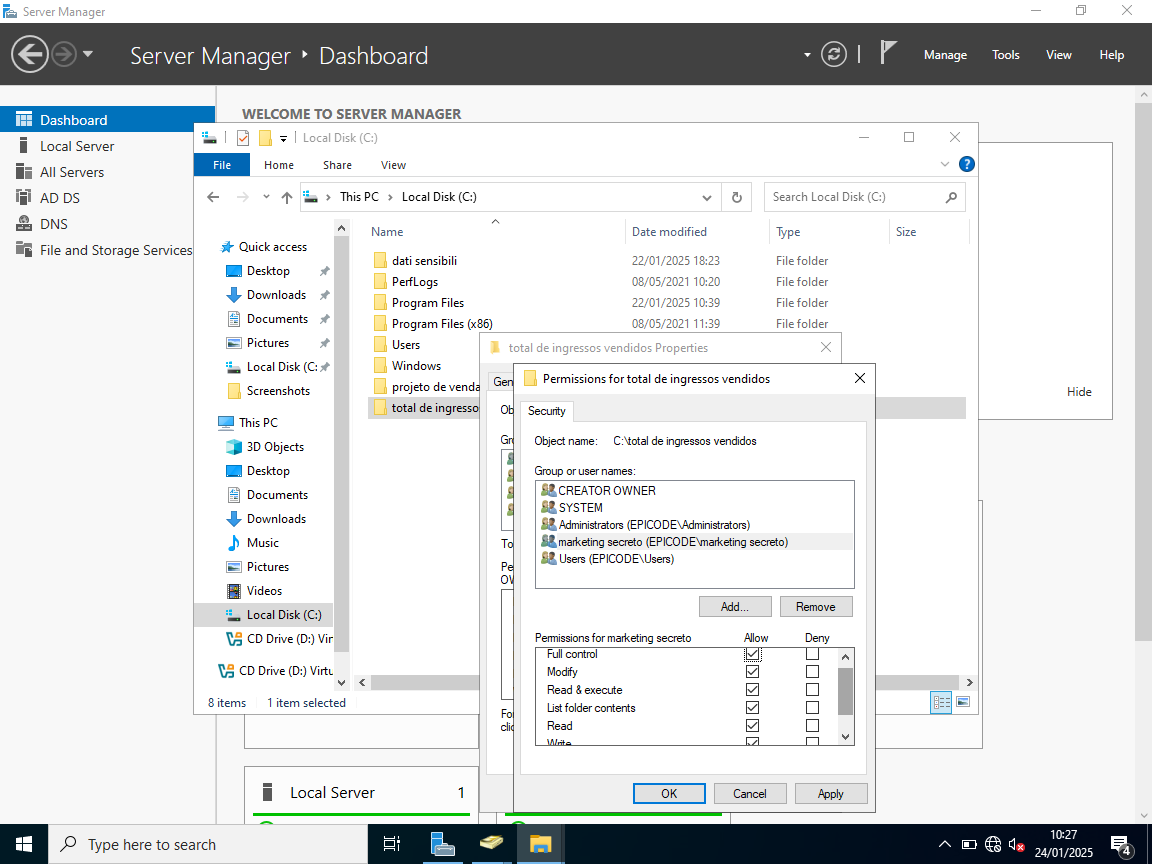 Server Manager
Server Manager ‣ Dashboard
Manage Tools View Help
Dashboard
Local Server
All Servers
AD DS
DNS
File and Storage Services
WELCOME TO SERVER MANAGER
Hide
Local Server 1
Local Disk (C:)
File Home Share View
This PC > Local Disk (C:)
Search Local Disk (C:)
Quick access
Desktop
Downloads
Documents
Pictures
Local Disk (C:
Screenshots
This PC
3D Objects
Desktop
Documents
Downloads
Music
Pictures
Videos
Local Disk (C:)
CD Drive (D:) Vir
CD Drive (D:) Virtu
Name Date modified Type Size
dati sensibili 22/01/2025 18:23 File folder
PerfLogs 08/05/2021 10:20 File folder
Program Files 22/01/2025 10:39 File folder
Program Files (x86) 08/05/2021 11:39 File folder
Users
Windows
projeto de venda
total de ingresso
8 items 1 item selected
total de ingressos vendidos Properties
Gen
Ob
Gr
To
Pe
OW
Fo
clic
Permissions for total de ingressos vendidos
Security
Object name: C:\total de ingressos vendidos
Group or user names:
CREATOR OWNER
SYSTEM
Administrators (EPICODE\Administrators)
marketing secreto (EPICODE\marketing secreto)
Users (EPICODE\Users)
Add... Remove
Permissions for marketing secreto Allow Deny
Full control
Modify
Read & execute
List folder contents
Read
Write
OK Cancel Apply
Type here to search
10:27
24/01/2025
4